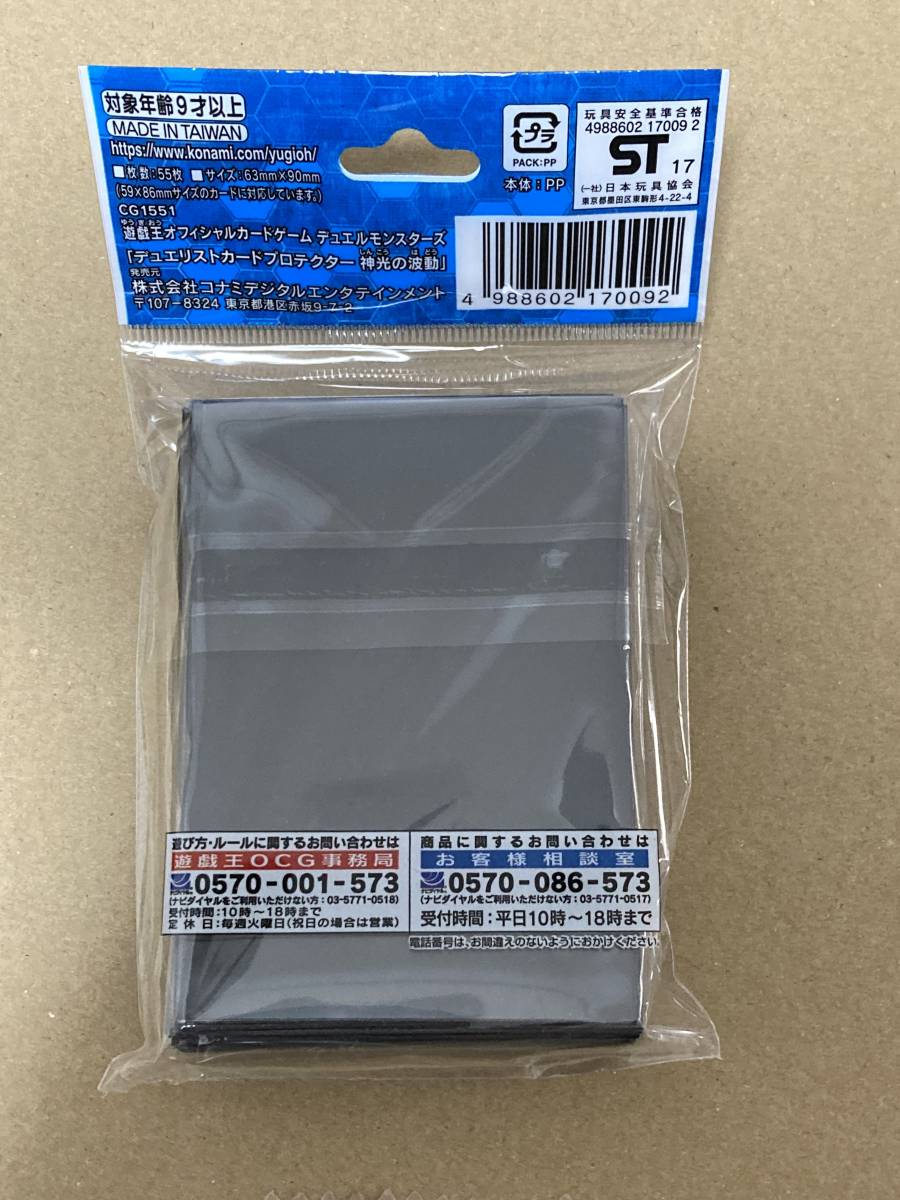 対象年齢9才以上
MADE IN TAIWAN
https://www.konami.com/yugioh/
■枚数:55枚 ■サイズ:63mm×90mm
(59×86mmサイズのカードに対応しています。)
CG1551
遊戯王オフィシャルカードゲーム デュエルモンスターズ
「デュエリストカードプロテクター 神光の波動」
発売元
株式会社コナミデジタルエンタテインメント
〒107-8324 東京都港区赤坂9-7-2
プラ
PACK:PP
本体:PP
玩具安全基準合格
4988602 17009 2
ST 17
(一社)日本玩具協会
東京都墨田区東駒形4-22-4
4 988602 170092
遊び方・ルールに関するお問い合わせは
遊戯王OCG事務局
0570-001-573
(ナビダイヤルをご利用いただけない方:03-5771-0518)
受付時間:10時~18時まで
定休日:毎週火曜日(祝日の場合は営業)
商品に関するお問い合わせは
お客様相談室
0570-086-573
(ナビダイヤルをご利用いただけない方:03-5771-0517)
受付時間:平日10時~18時まで
電話番号は、お間違えのないようにおかけください。